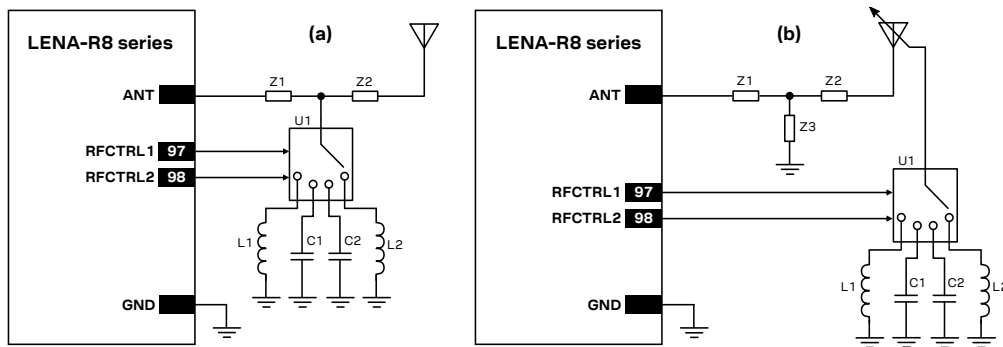 LENA-R8 series
(a)
Z1
Z2
ANT
U1
RFCTRL1 97
RFCTRL2 98
L1
C1
C2
L2
GND
LENA-R8 series
(b)
Z1
Z2
ANT
Z3
U1
RFCTRL1 97
RFCTRL2 98
L1
C1
C2
L2
GND